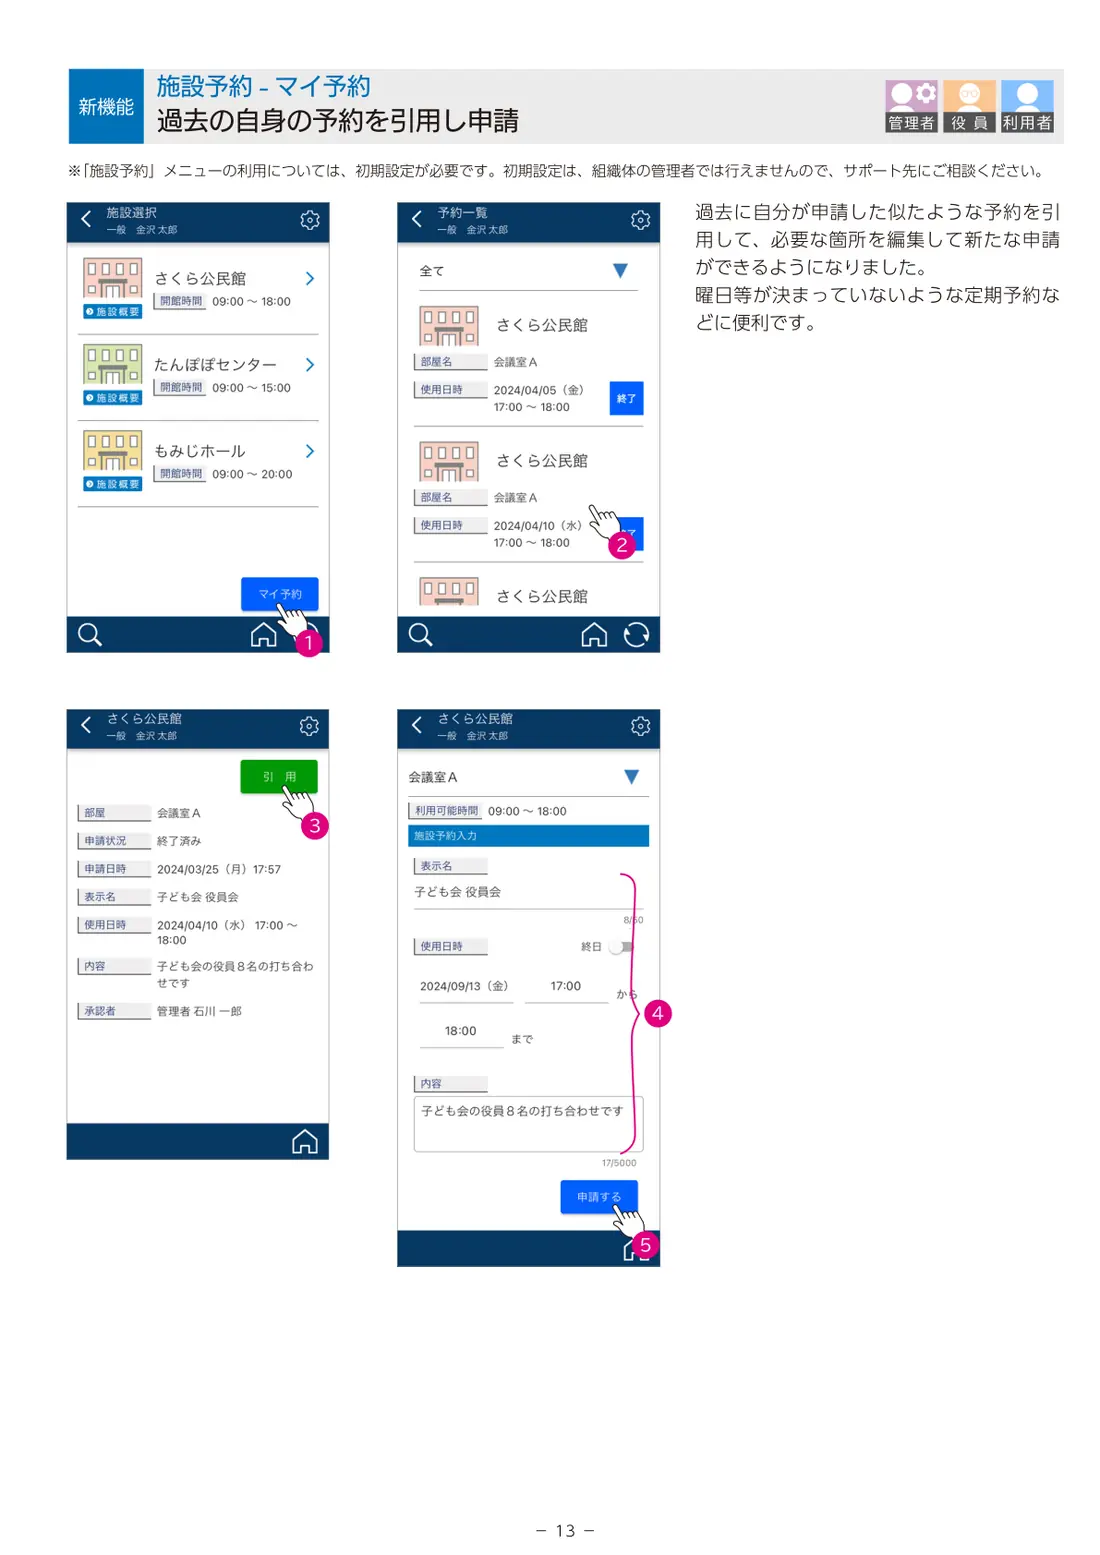 新機能
施設予約 - マイ予約
過去の自身の予約を引用し申請
管理者
役 員
利用者
※「施設予約」メニューの利用については、初期設定が必要です。初期設定は、組織体の管理者では行えませんので、サポート先にご相談ください。
施設選択
一般 金沢 太郎
さくら公民館
開館時間 09:00 ～ 18:00
施設概要
たんぽぽセンター
開館時間 09:00 ～ 15:00
施設概要
もみじホール
開館時間 09:00 ～ 20:00
施設概要
マイ予約
1
予約一覧
一般 金沢 太郎
全て
さくら公民館
部屋名 会議室Ａ
使用日時 2024/04/05（金）
17:00 ～ 18:00
終了
さくら公民館
部屋名 会議室Ａ
使用日時 2024/04/10（水）
17:00 ～ 18:00
2
さくら公民館
過去に自分が申請した似たような予約を引
用して、必要な箇所を編集して新たな申請
ができるようになりました。
曜日等が決まっていないような定期予約な
どに便利です。
さくら公民館
一般 金沢 太郎
引 用
3
部屋 会議室Ａ
申請状況 終了済み
申請日時 2024/03/25（月）17:57
表示名 子ども会 役員会
使用日時 2024/04/10（水） 17:00 ～
18:00
内容 子ども会の役員８名の打ち合わ
せです
承認者 管理者 石川 一郎
さくら公民館
一般 金沢 太郎
会議室Ａ
利用可能時間 09:00 ～ 18:00
施設予約入力
表示名
子ども会 役員会
8/50
使用日時 終日
2024/09/13（金） 17:00 から
4
18:00 まで
内容
子ども会の役員８名の打ち合わせです
17/5000
申請する
5
－ 13 －